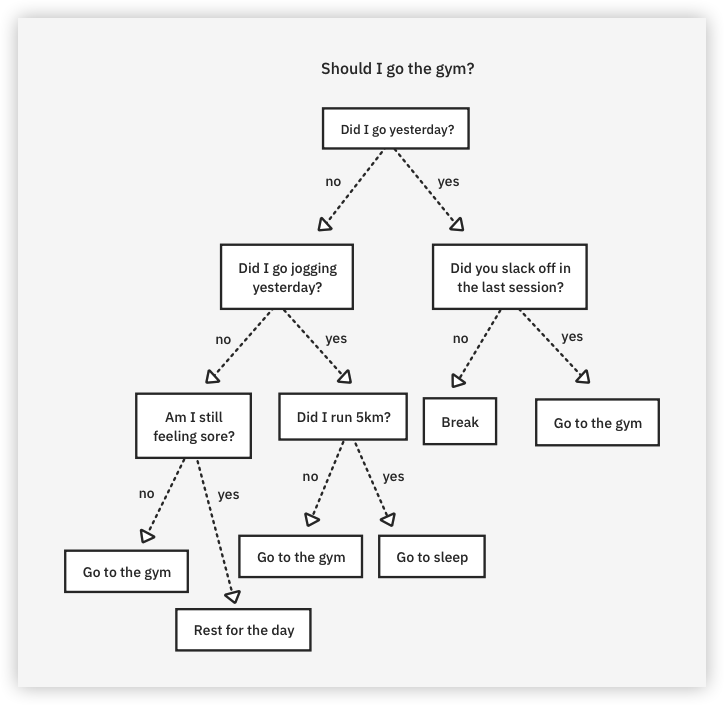 Should I go the gym?
Did I go yesterday?
no
yes
Did I go jogging
yesterday?
Did you slack off in
the last session?
no
yes
no
yes
Am I still
feeling sore?
Did I run 5km?
Break
Go to the gym
no
yes
no
yes
Go to the gym
Go to the gym
Go to sleep
Rest for the day